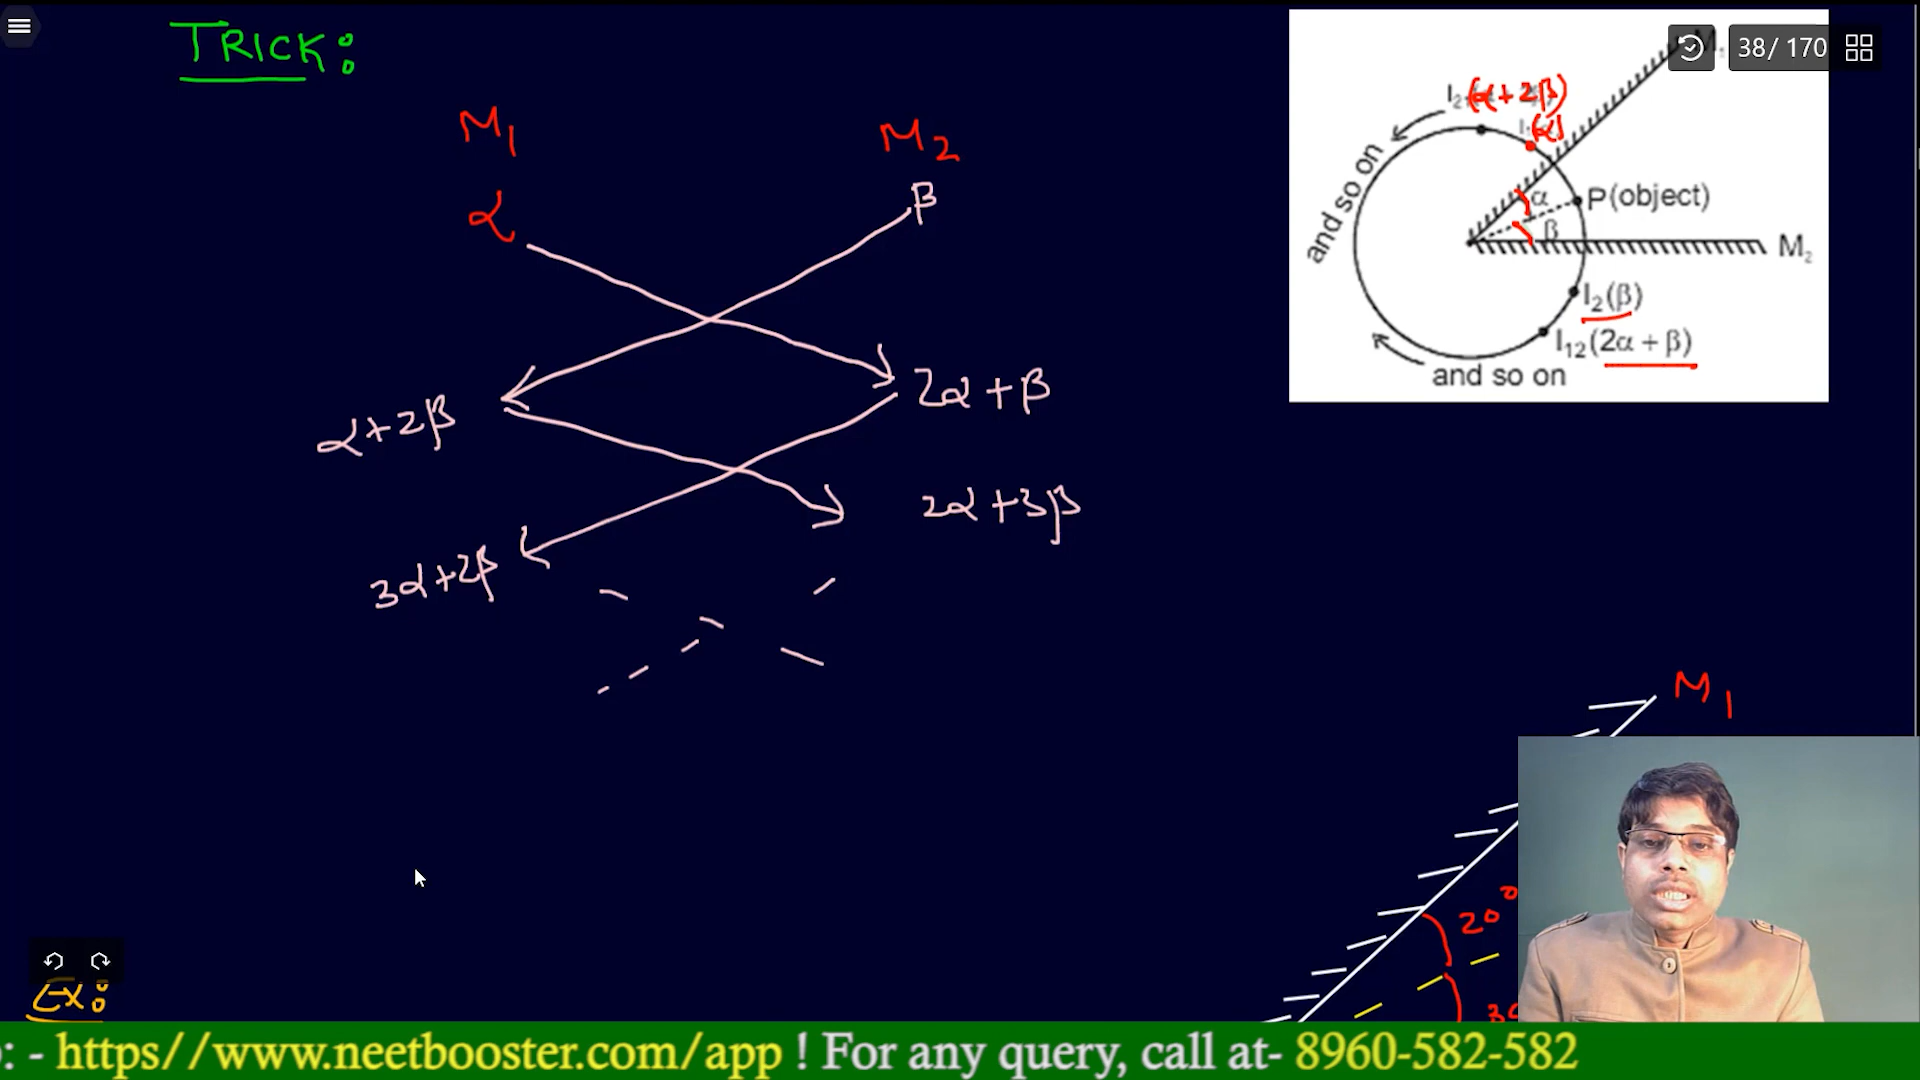 TRICK:
M1 M2
α β
α+2β 2α+β
3α+2β 2α+3β
38/ 170
(α+2β)
(α)
α
P(object)
β
M2
I2(β)
I12(2α + β)
and so on
and so on
M1
20°
Ex:
: - https//www.neetbooster.com/app ! For any query, call at- 8960-582-582